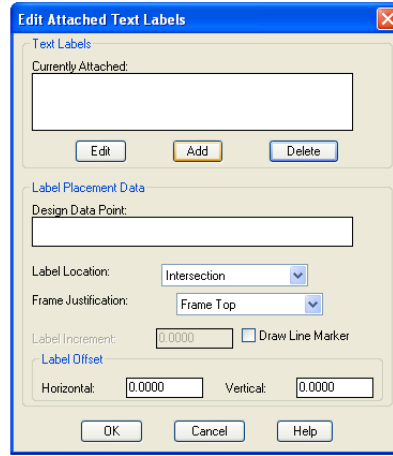 Edit Attached Text Labels
Text Labels
Currently Attached:
Edit Add Delete
Label Placement Data
Design Data Point:
Label Location: Intersection
Frame Justification: Frame Top
Label Increment: 0.0000 Draw Line Marker
Label Offset
Horizontal: 0.0000 Vertical: 0.0000
OK Cancel Help